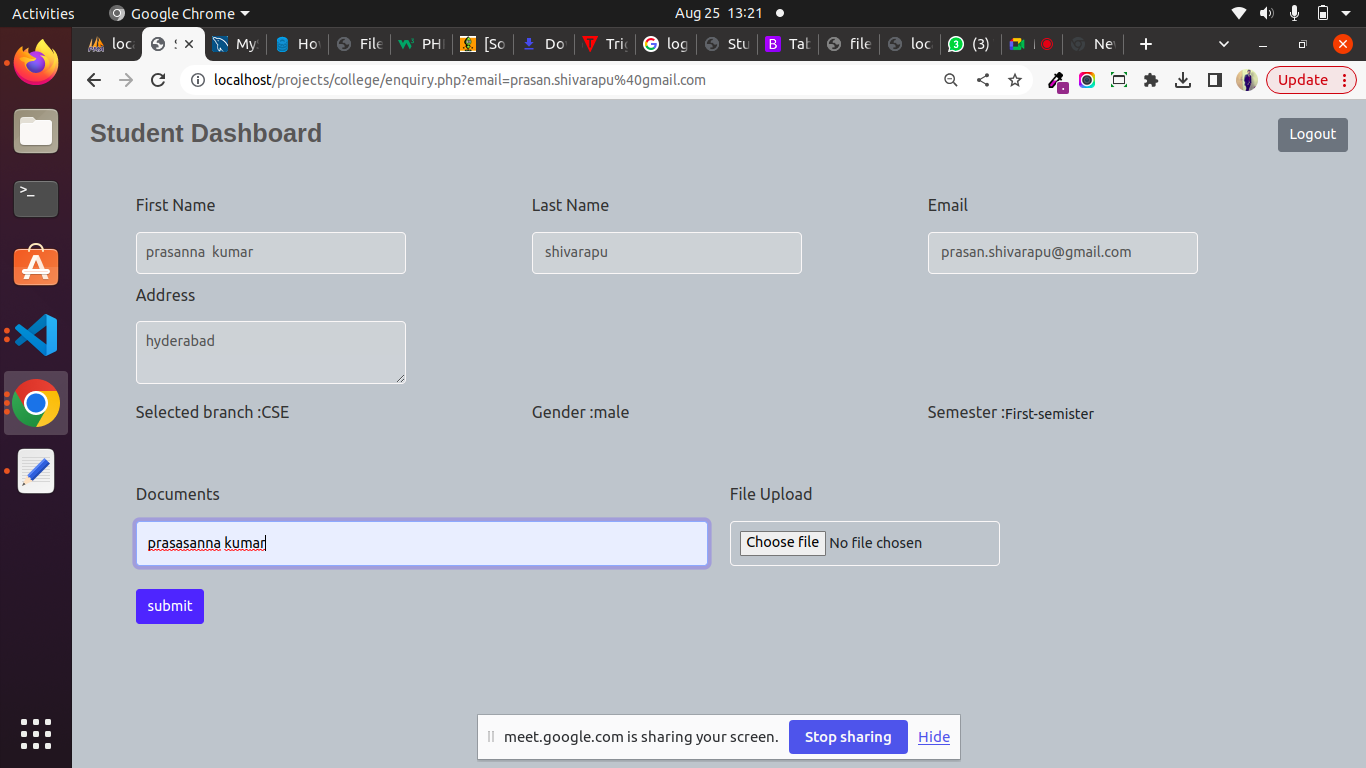 Activities Google Chrome Aug 25 13:21
loc S MyS Ho File PHI [So Do Tri log Stu Tab file loc (3) Ne
localhost/projects/college/enquiry.php?email=prasan.shivarapu%40gmail.com Update
Student Dashboard Logout
First Name Last Name Email
prasanna kumar shivarapu prasan.shivarapu@gmail.com
Address
hyderabad
Selected branch :CSE Gender :male Semester :First-semister
Documents File Upload
prasasanna kumar Choose file No file chosen
submit
meet.google.com is sharing your screen. Stop sharing Hide